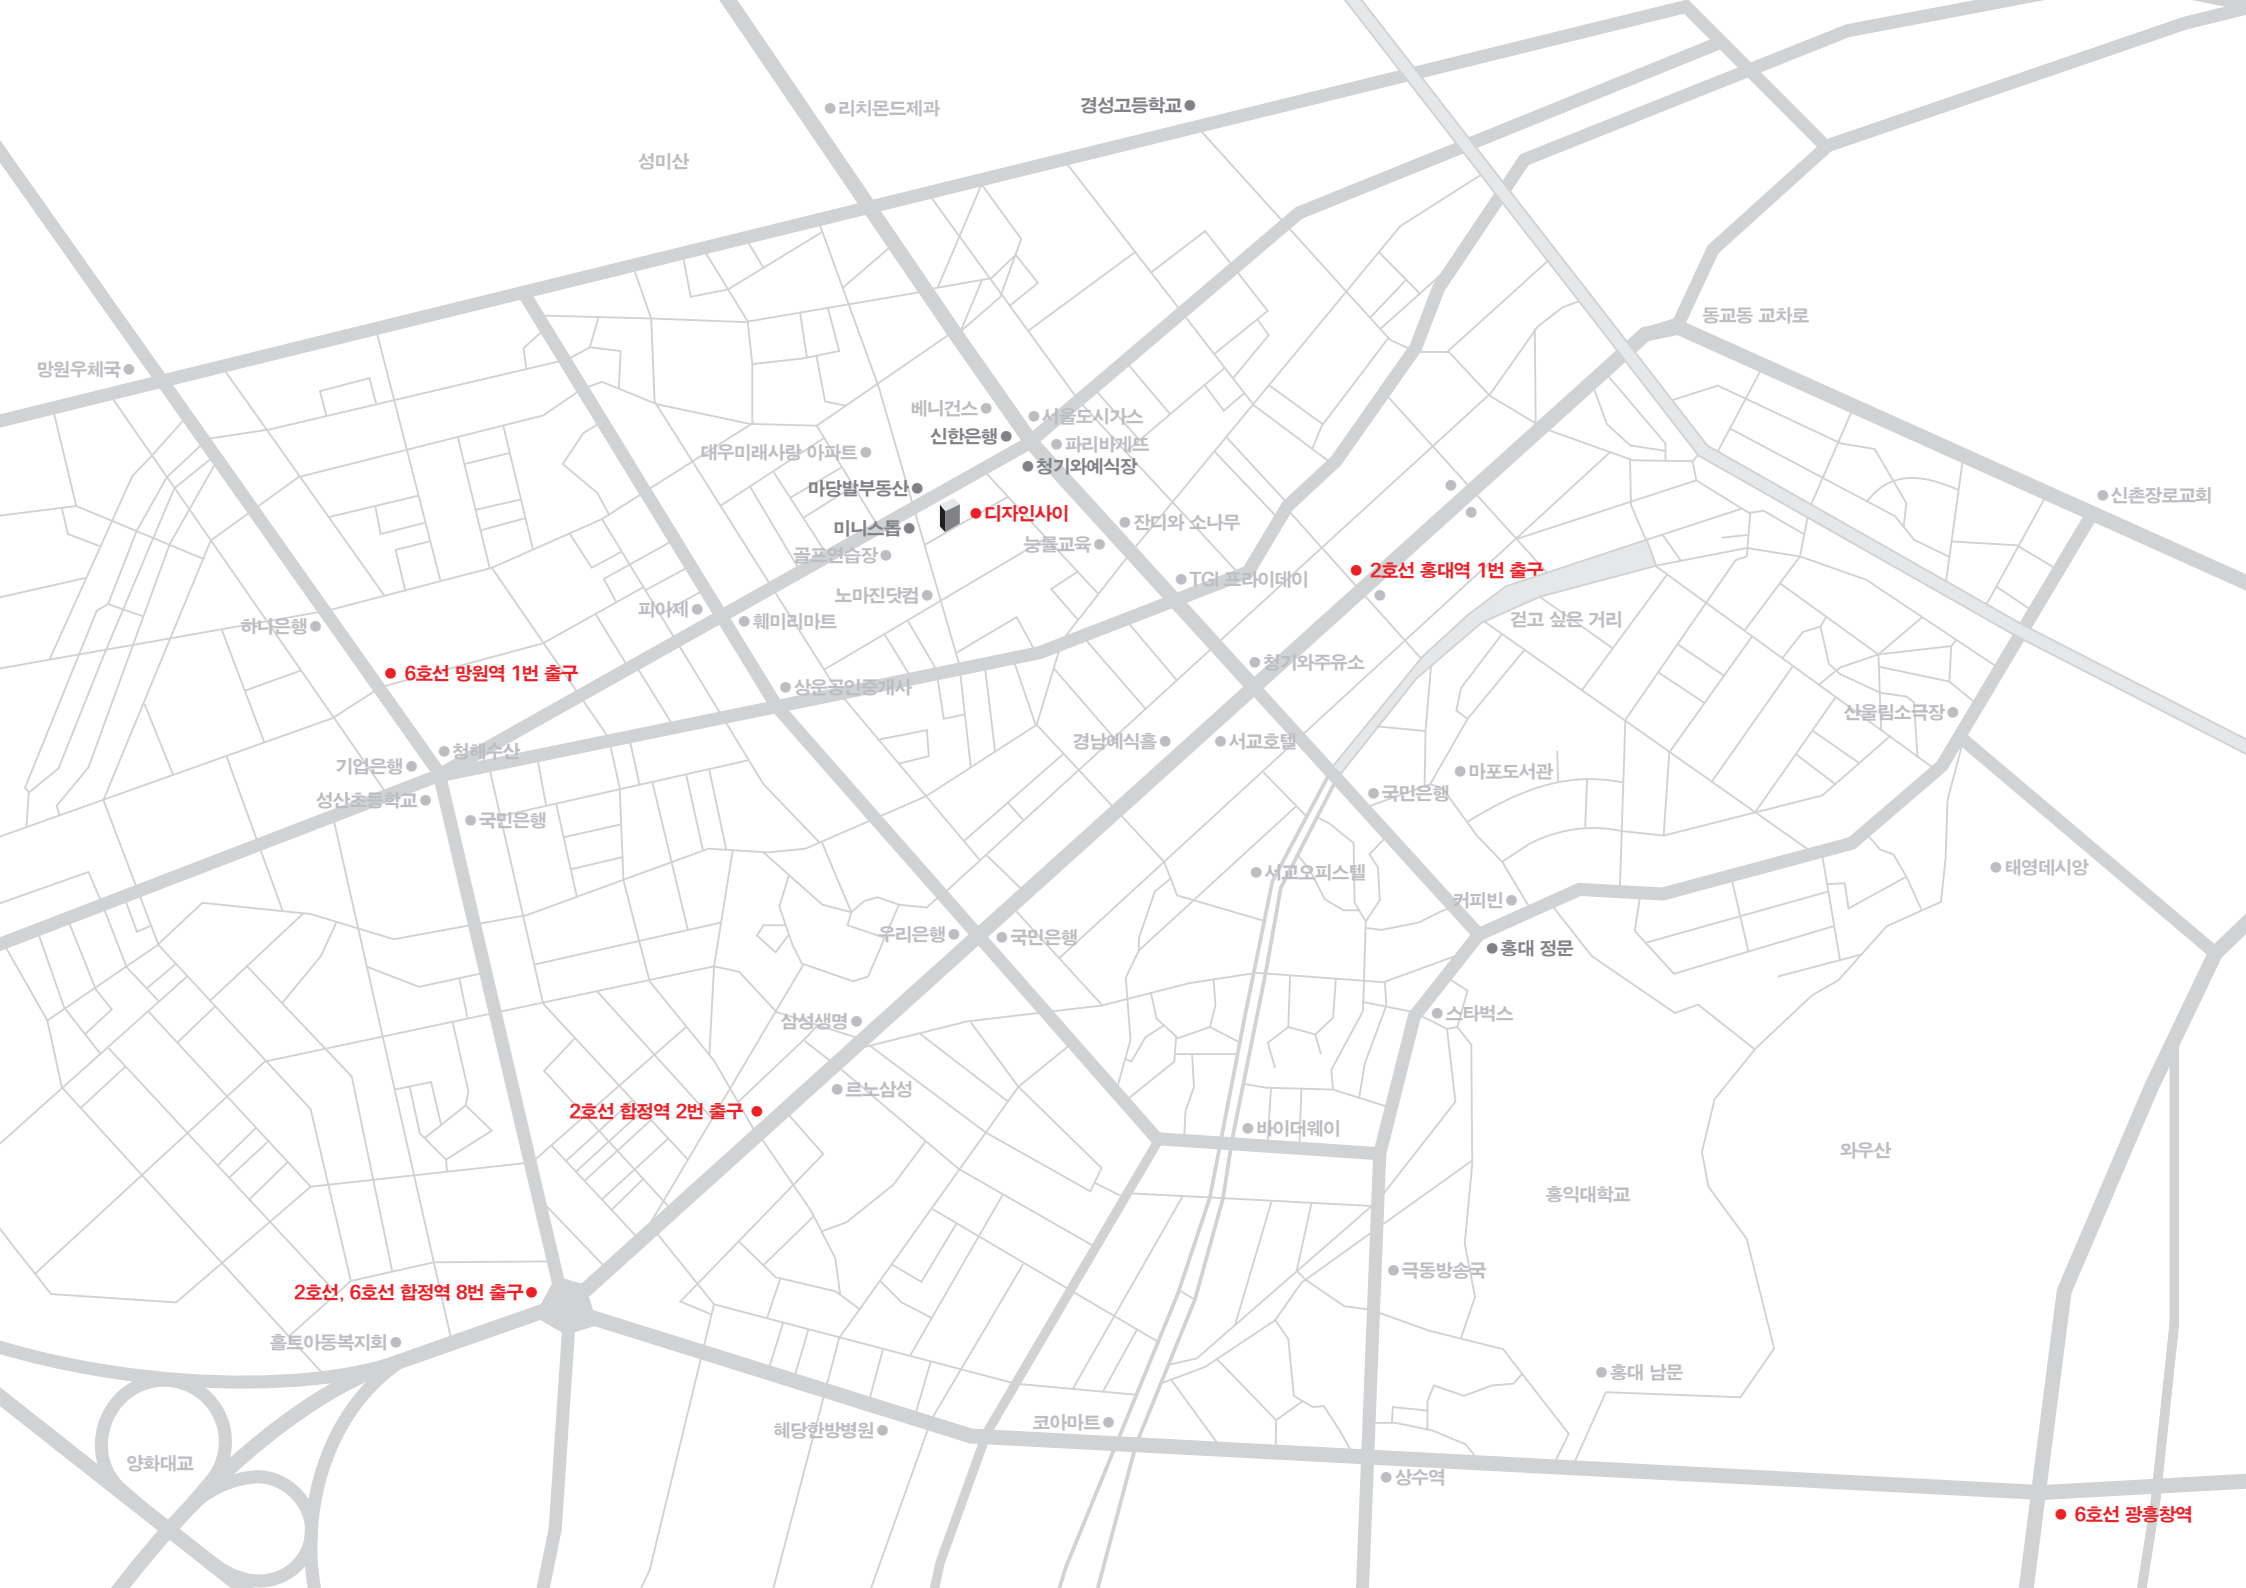 리치몬드제과
경성고등학교
성미산
동교동 교차로
망원우체국
베니건스
서울도시가스
신한은행
파리바게뜨
대우미래사랑 아파트
청기와예식장
마당발부동산
신촌장로교회
디자인사이
미니스톱
잔디와 소나무
골프연습장
능률교육
2호선 홍대역 1번 출구
TGI 프라이데이
노마진닷컴
피아제
훼미리마트
걷고 싶은 거리
하나은행
청기와주유소
6호선 망원역 1번 출구
상운공인중개사
산울림소극장
경남예식홀
서교호텔
청해수산
기업은행
마포도서관
국민은행
성산초등학교
국민은행
태영데시앙
서교오피스텔
커피빈
우리은행
국민은행
홍대 정문
삼성생명
스타벅스
르노삼성
2호선 합정역 2번 출구
바이더웨이
와우산
홍익대학교
극동방송국
2호선, 6호선 합정역 8번 출구
홀토아동복지회
홍대 남문
코아마트
혜당한방병원
양화대교
상수역
6호선 광흥창역